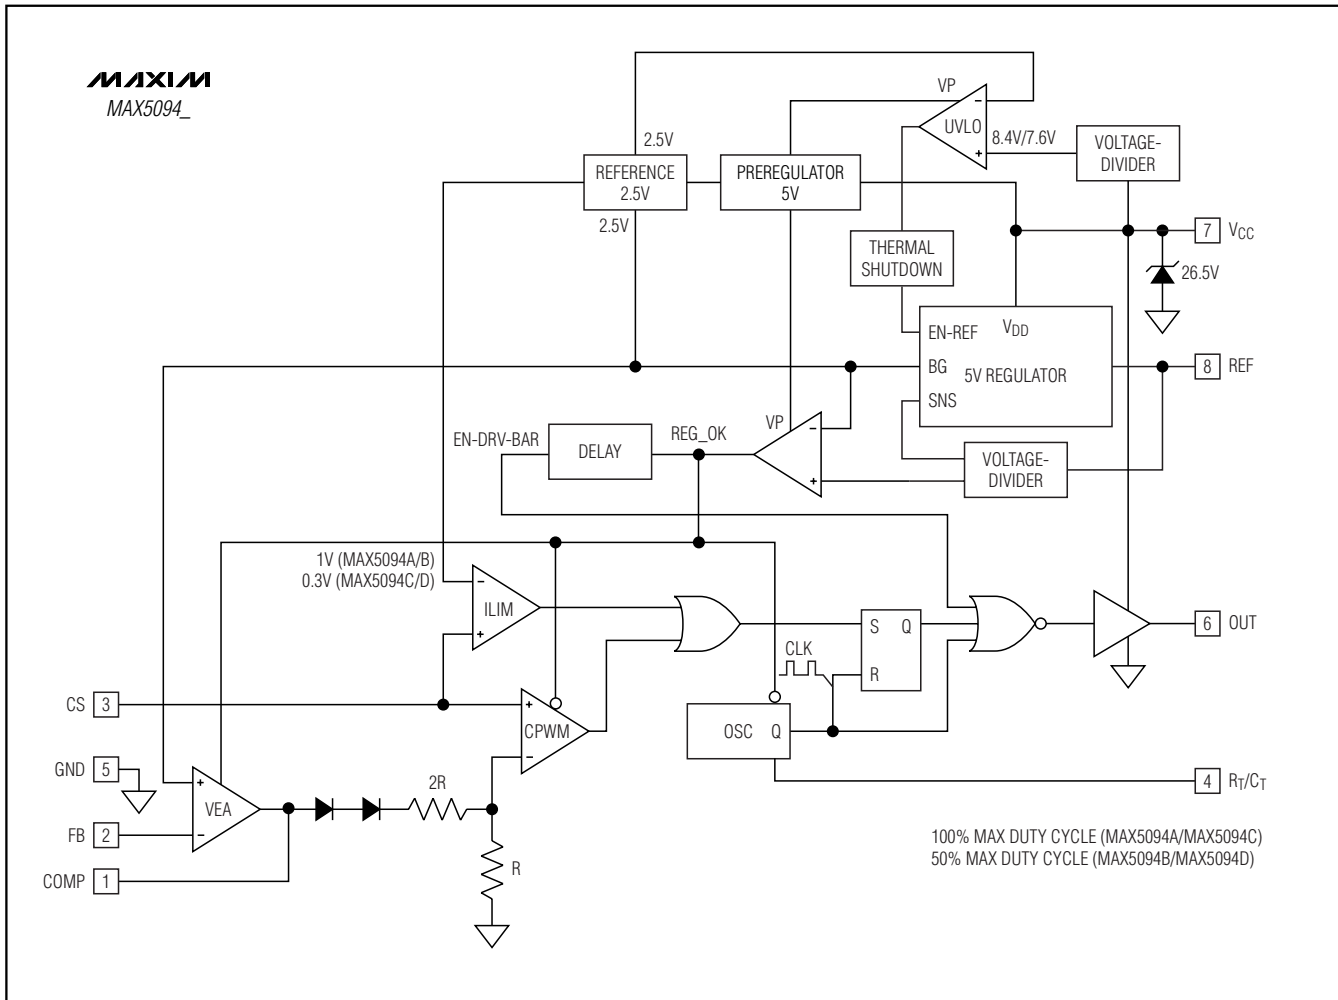 MAXIM
MAX5094_
VP
−
UVLO
+
8.4V/7.6V
VOLTAGE-
DIVIDER
2.5V
REFERENCE
2.5V
PREREGULATOR
5V
2.5V
7
VCC
THERMAL
SHUTDOWN
26.5V
EN-REF
VDD
BG
5V REGULATOR
SNS
8
REF
VP
−
+
REG_OK
EN-DRV-BAR
DELAY
VOLTAGE-
DIVIDER
1V (MAX5094A/B)
0.3V (MAX5094C/D)
−
ILIM
+
S
Q
R
CLK
6
OUT
CS
3
+
CPWM
−
OSC
Q
GND
5
+
VEA
−
2R
4
RT/CT
FB
2
R
COMP
1
100% MAX DUTY CYCLE (MAX5094A/MAX5094C)
50% MAX DUTY CYCLE (MAX5094B/MAX5094D)